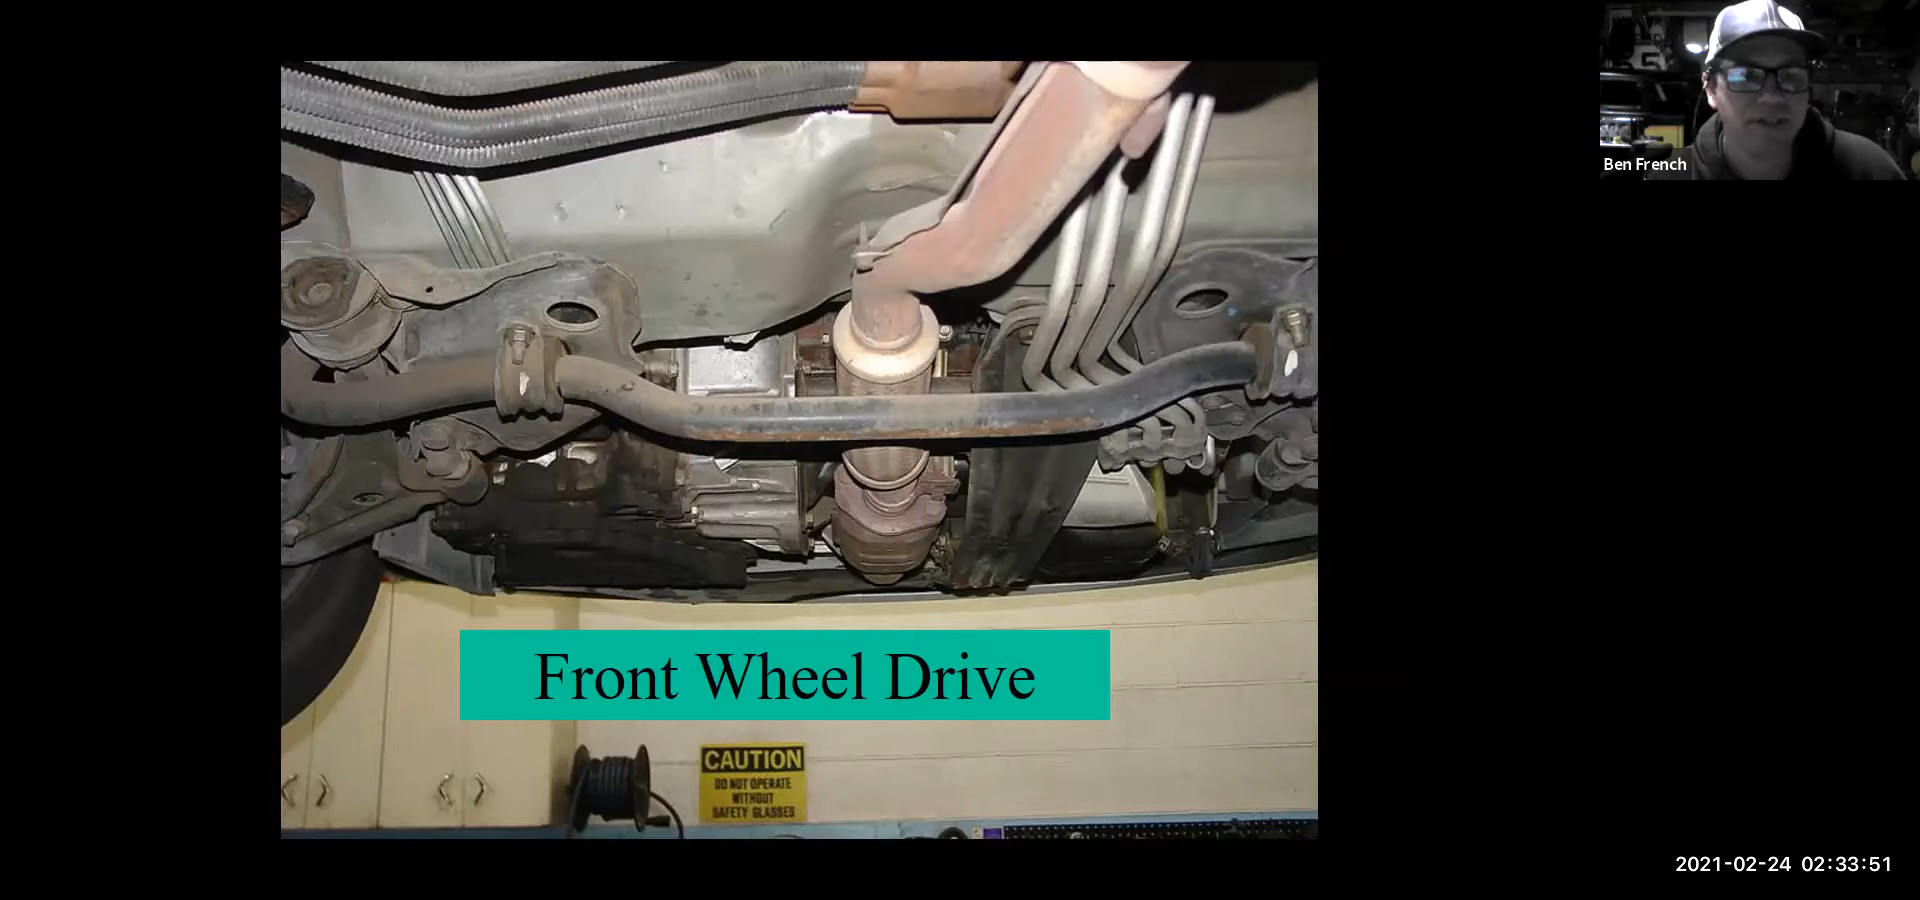 Ben French
Front Wheel Drive
CAUTION
DO NOT OPERATE
WITHOUT
SAFETY GLASSES
2021-02-24 02:33:51